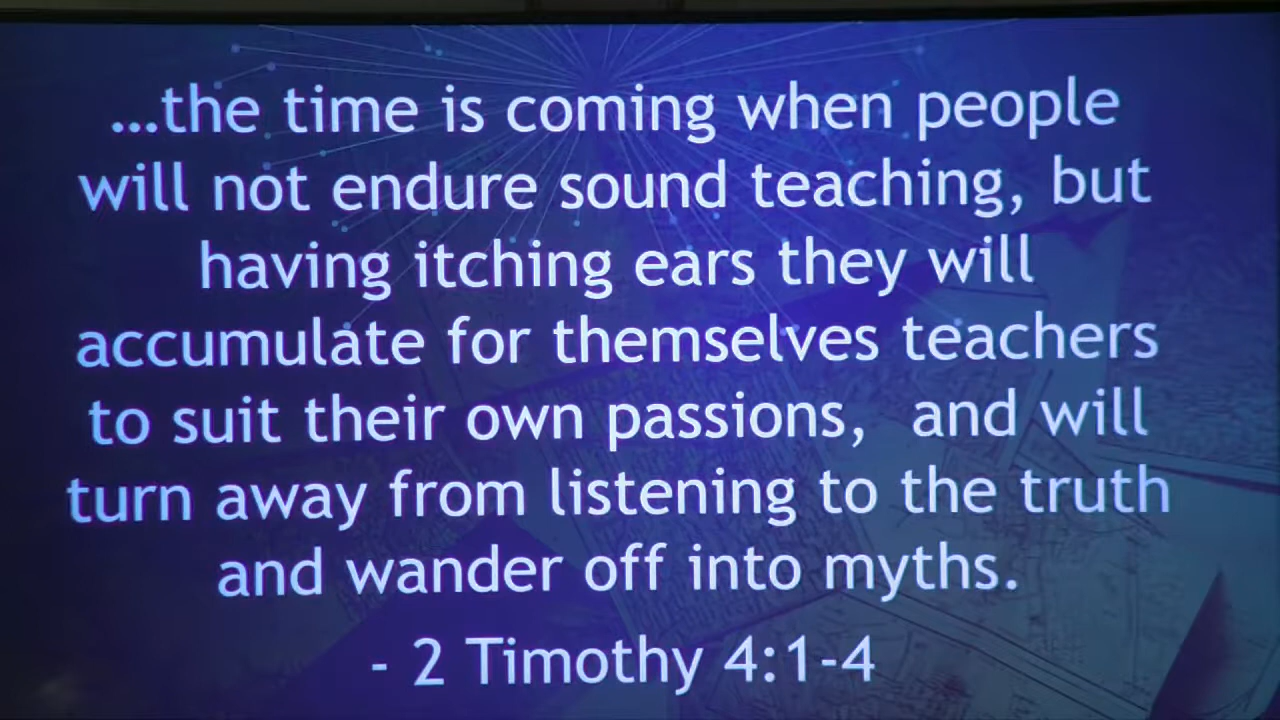 …the time is coming when people
will not endure sound teaching, but
having itching ears they will
accumulate for themselves teachers
to suit their own passions,  and will
turn away from listening to the truth
and wander off into myths.
- 2 Timothy 4:1-4